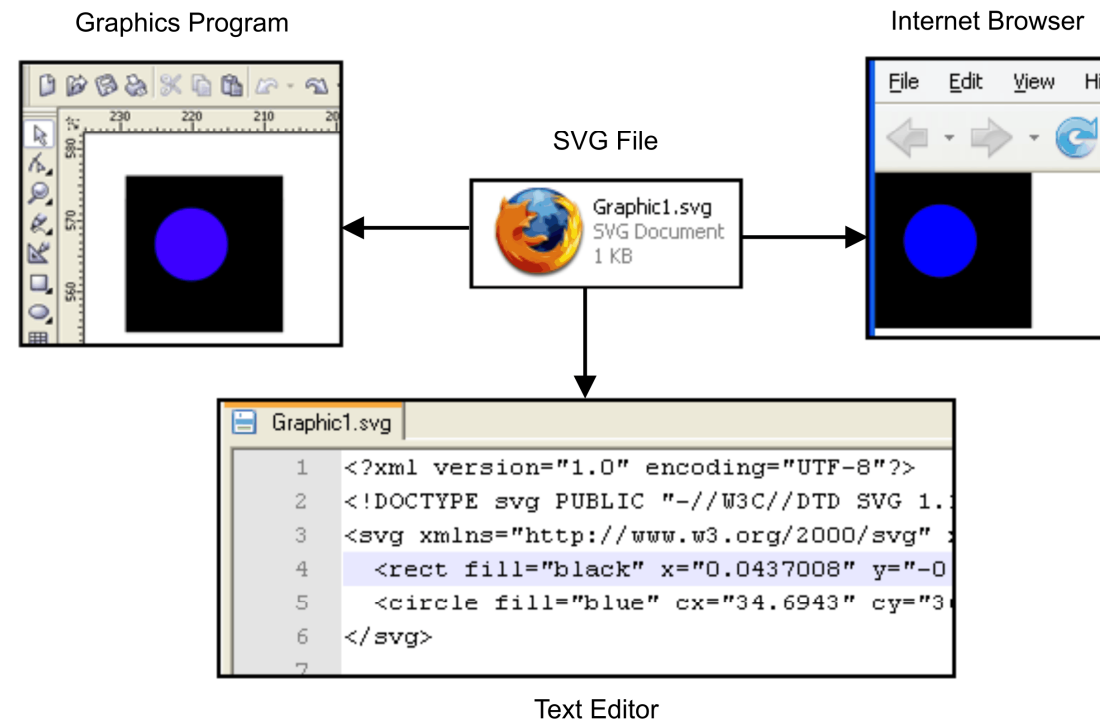 Graphics Program
Internet Browser
230 220 210 20
580
570
560
SVG File
Graphic1.svg
SVG Document
1 KB
File Edit View Hi
Graphic1.svg
1 <?xml version="1.0" encoding="UTF-8"?>
2 <!DOCTYPE svg PUBLIC "-//W3C//DTD SVG 1.
3 <svg xmlns="http://www.w3.org/2000/svg"
4 <rect fill="black" x="0.0437008" y="-0
5 <circle fill="blue" cx="34.6943" cy="3
6 </svg>
7
Text Editor